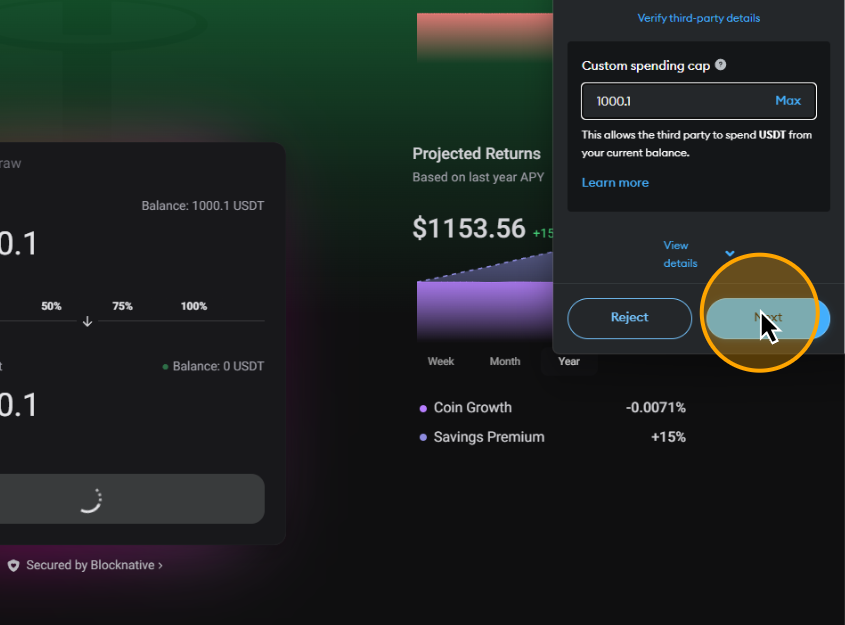 Verify third-party details
Custom spending cap ?
1000.1 Max
This allows the third party to spend USDT from
your current balance.
Learn more
View
details
Reject
Next
raw
Balance: 1000.1 USDT
0.1
50% 75% 100%
t
Balance: 0 USDT
0.1
Secured by Blocknative ›
Projected Returns
Based on last year APY
$1153.56 +15
Week Month Year
Coin Growth -0.0071%
Savings Premium +15%